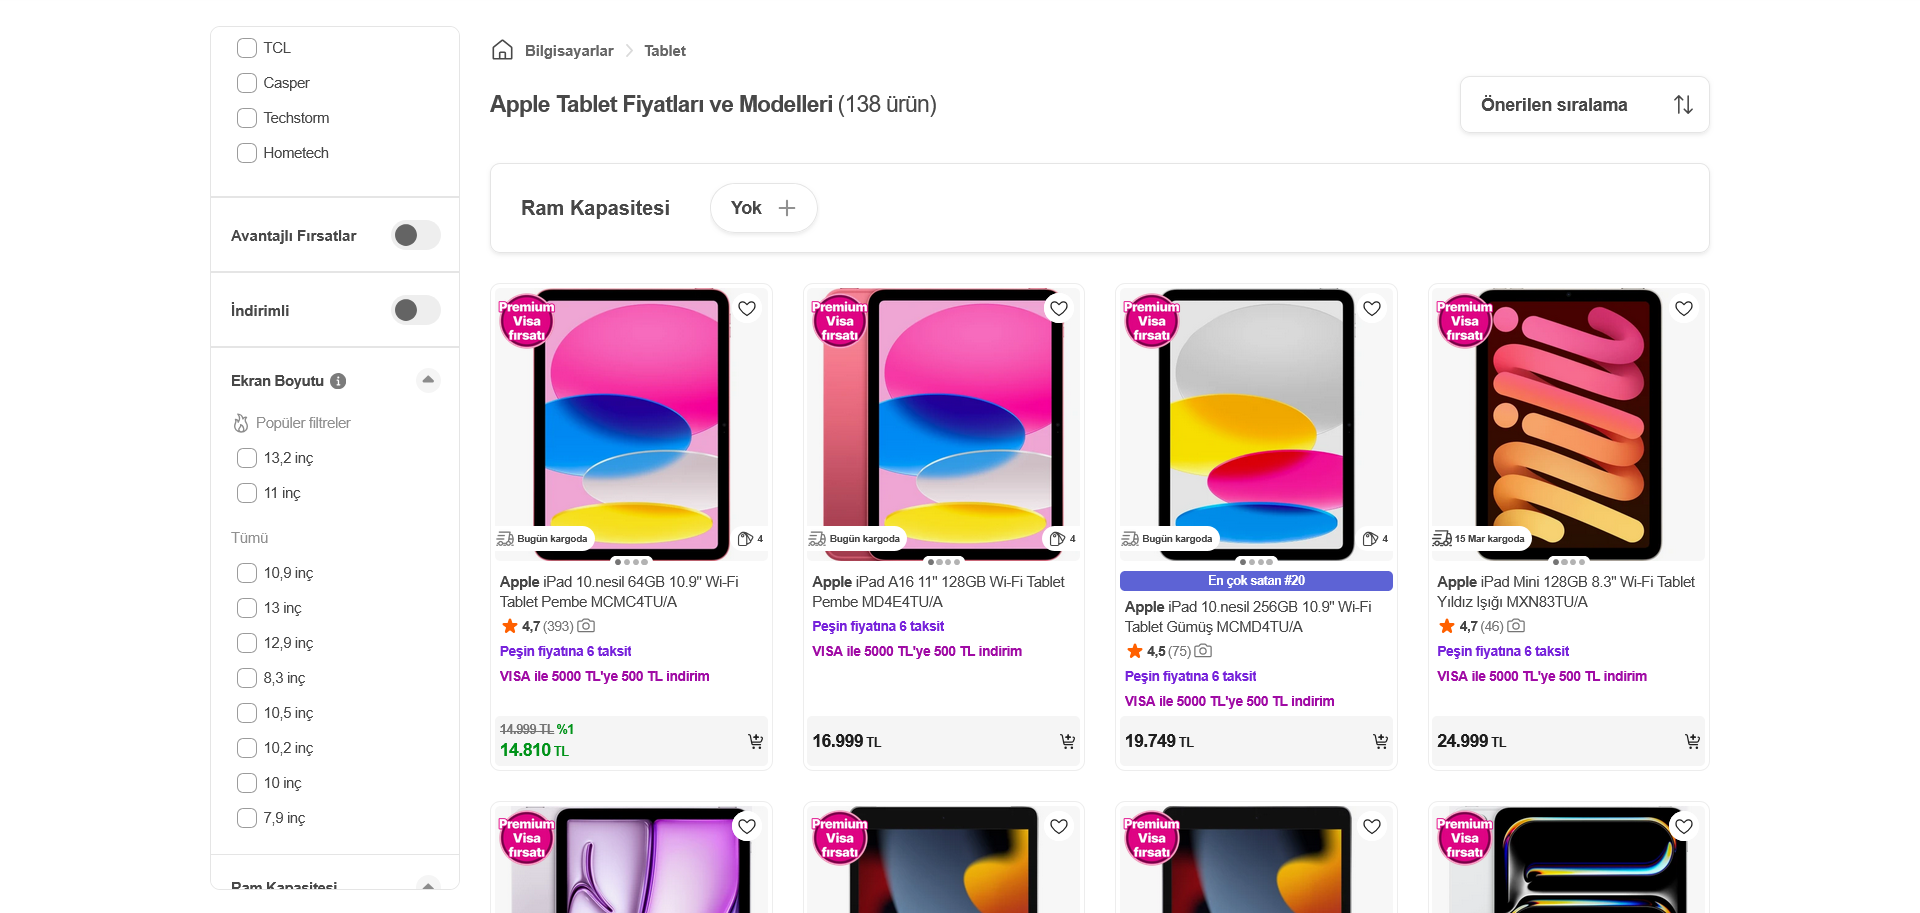 TCL
Casper
Techstorm
Hometech
Avantajlı Fırsatlar
İndirimli
Ekran Boyutu
Popüler filtreler
13,2 inç
11 inç
Tümü
10,9 inç
13 inç
12,9 inç
8,3 inç
10,5 inç
10,2 inç
10 inç
7,9 inç
Ram Kapasitesi
Bilgisayarlar
Tablet
Apple Tablet Fiyatları ve Modelleri (138 ürün)
Önerilen sıralama
Ram Kapasitesi
Yok
Premium
Visa
fırsatı
Bugün kargoda
4
Apple iPad 10.nesil 64GB 10.9" Wi-Fi
Tablet Pembe MCMC4TU/A
4,7 (393)
Peşin fiyatına 6 taksit
VISA ile 5000 TL'ye 500 TL indirim
14.999 TL %1
14.810 TL
Premium
Visa
fırsatı
Bugün kargoda
4
Apple iPad A16 11" 128GB Wi-Fi Tablet
Pembe MD4E4TU/A
Peşin fiyatına 6 taksit
VISA ile 5000 TL'ye 500 TL indirim
16.999 TL
Premium
Visa
fırsatı
Bugün kargoda
4
En çok satan #20
Apple iPad 10.nesil 256GB 10.9" Wi-Fi
Tablet Gümüş MCMD4TU/A
4,5 (75)
Peşin fiyatına 6 taksit
VISA ile 5000 TL'ye 500 TL indirim
19.749 TL
Premium
Visa
fırsatı
15 Mar kargoda
Apple iPad Mini 128GB 8.3" Wi-Fi Tablet
Yıldız Işığı MXN83TU/A
4,7 (46)
Peşin fiyatına 6 taksit
VISA ile 5000 TL'ye 500 TL indirim
24.999 TL
Premium
Visa
fırsatı
Premium
Visa
fırsatı
Premium
Visa
fırsatı
Premium
Visa
fırsatı